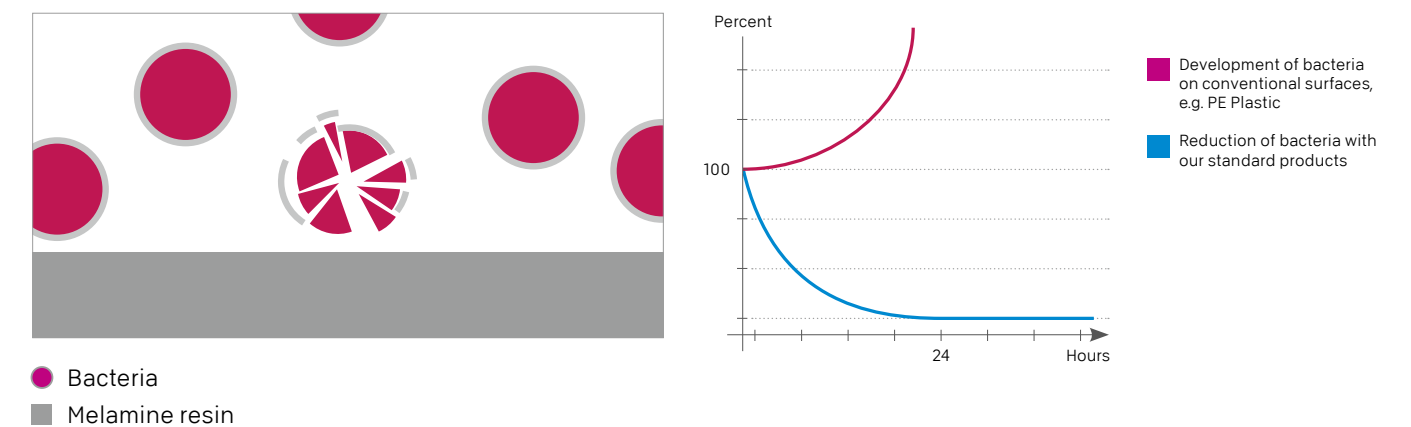 Bacteria
Melamine resin
Percent
100
24
Hours
Development of bacteria
on conventional surfaces,
e.g. PE Plastic
Reduction of bacteria with
our standard products